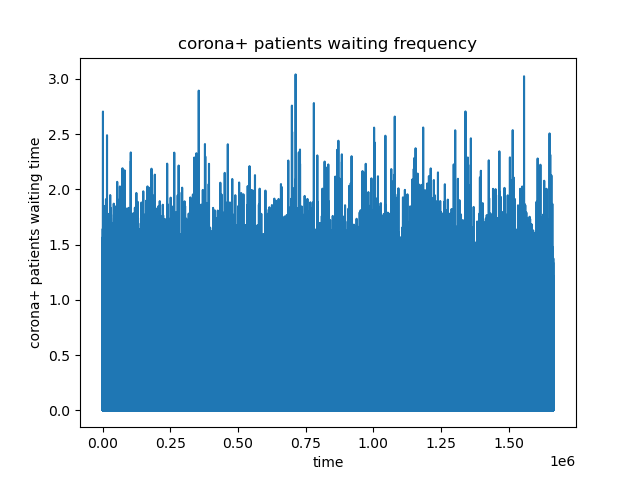 corona+ patients waiting frequency
corona+ patients waiting time
3.0
2.5
2.0
1.5
1.0
0.5
0.0
0.00 0.25 0.50 0.75 1.00 1.25 1.50
1e6
time